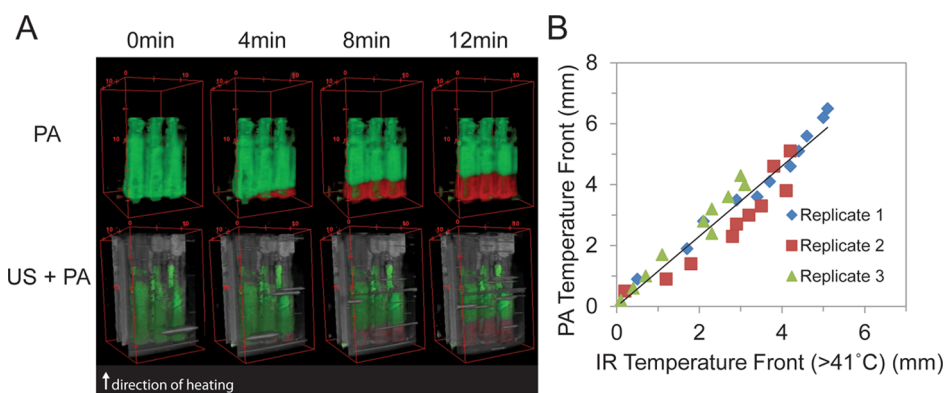 A
0min 4min 8min 12min
PA
US + PA
direction of heating
B
PA Temperature Front (mm)
8
6
4
2
0
Replicate 1
Replicate 2
Replicate 3
0 2 4 6
IR Temperature Front (>41˚C) (mm)